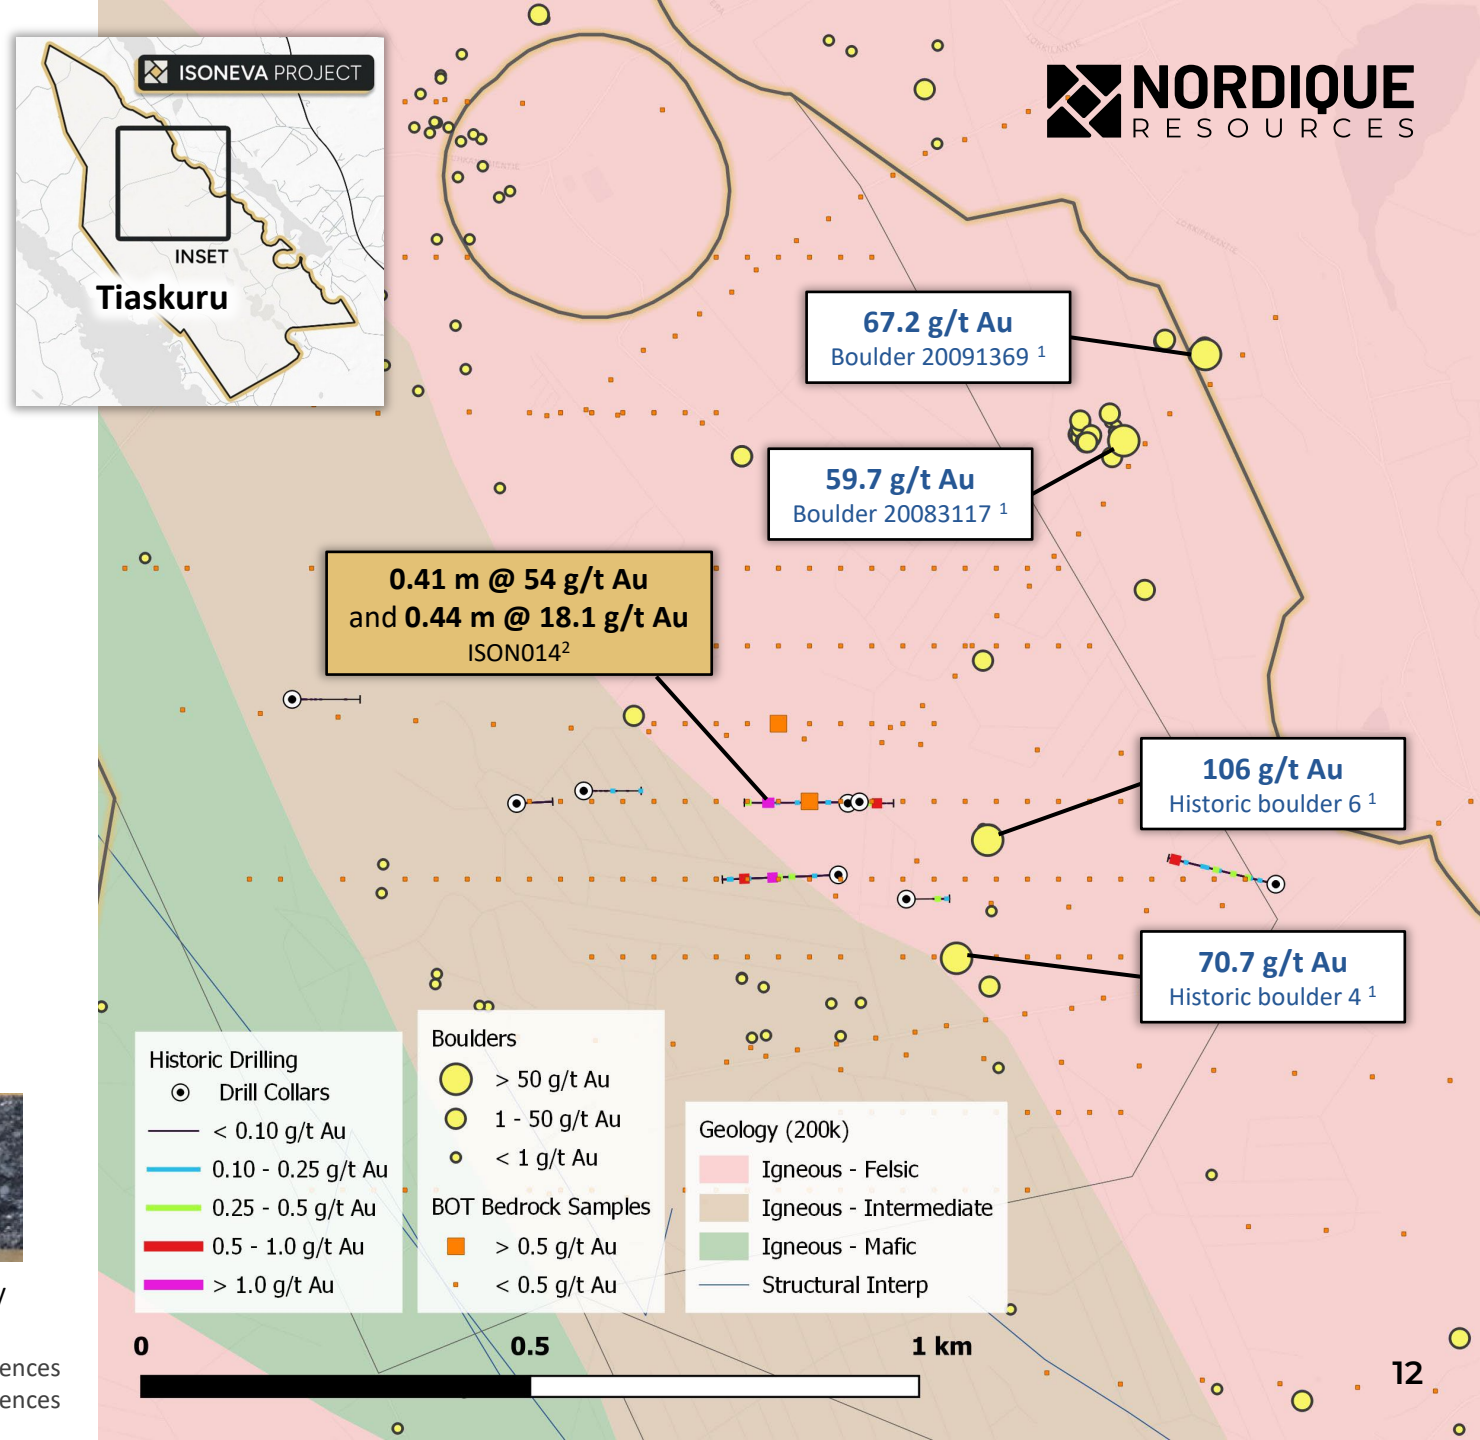 ISONEVA PROJECT
INSET
Tiaskuru
NORDIQUE
RESOURCES
67.2 g/t Au
Boulder 20091369 ¹
59.7 g/t Au
Boulder 20083117 ¹
0.41 m @ 54 g/t Au
and 0.44 m @ 18.1 g/t Au
ISON014²
106 g/t Au
Historic boulder 6 ¹
70.7 g/t Au
Historic boulder 4 ¹
Historic Drilling
Drill Collars
< 0.10 g/t Au
0.10 - 0.25 g/t Au
0.25 - 0.5 g/t Au
0.5 - 1.0 g/t Au
> 1.0 g/t Au
Boulders
> 50 g/t Au
1 - 50 g/t Au
< 1 g/t Au
BOT Bedrock Samples
> 0.5 g/t Au
< 0.5 g/t Au
Geology (200k)
Igneous - Felsic
Igneous - Intermediate
Igneous - Mafic
Structural Interp
0 0.5 1 km
y
ences
ences
12